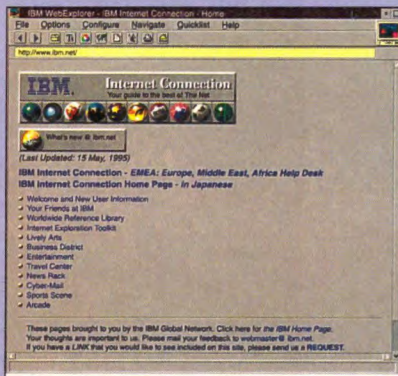 IBM WebExplorer - IBM Internet Connection - Home
File Options Configure Navigate Quicklist Help
http://www.ibm.net/
IBM. Internet Connection
Your guide to the best of The Net
What's new @ ibm.net
(Last Updated: 15 May, 1995)
IBM Internet Connection - EMEA: Europe, Middle East, Africa Help Desk
IBM Internet Connection Home Page - In Japanese
Welcome and New User Information
Your Friends at IBM
Worldwide Reference Library
Internet Exploration Toolkit
Lively Arts
Business District
Entertainment
Travel Center
News Rack
Cyber-Mail
Sports Scene
Arcade
These pages brought to you by the IBM Global Network. Click here for the IBM Home Page.
Your thoughts are important to us. Please mail your feedback to webmaster@ ibm.net.
If you have a LINK that you would like to see included on this site, please send us a REQUEST.